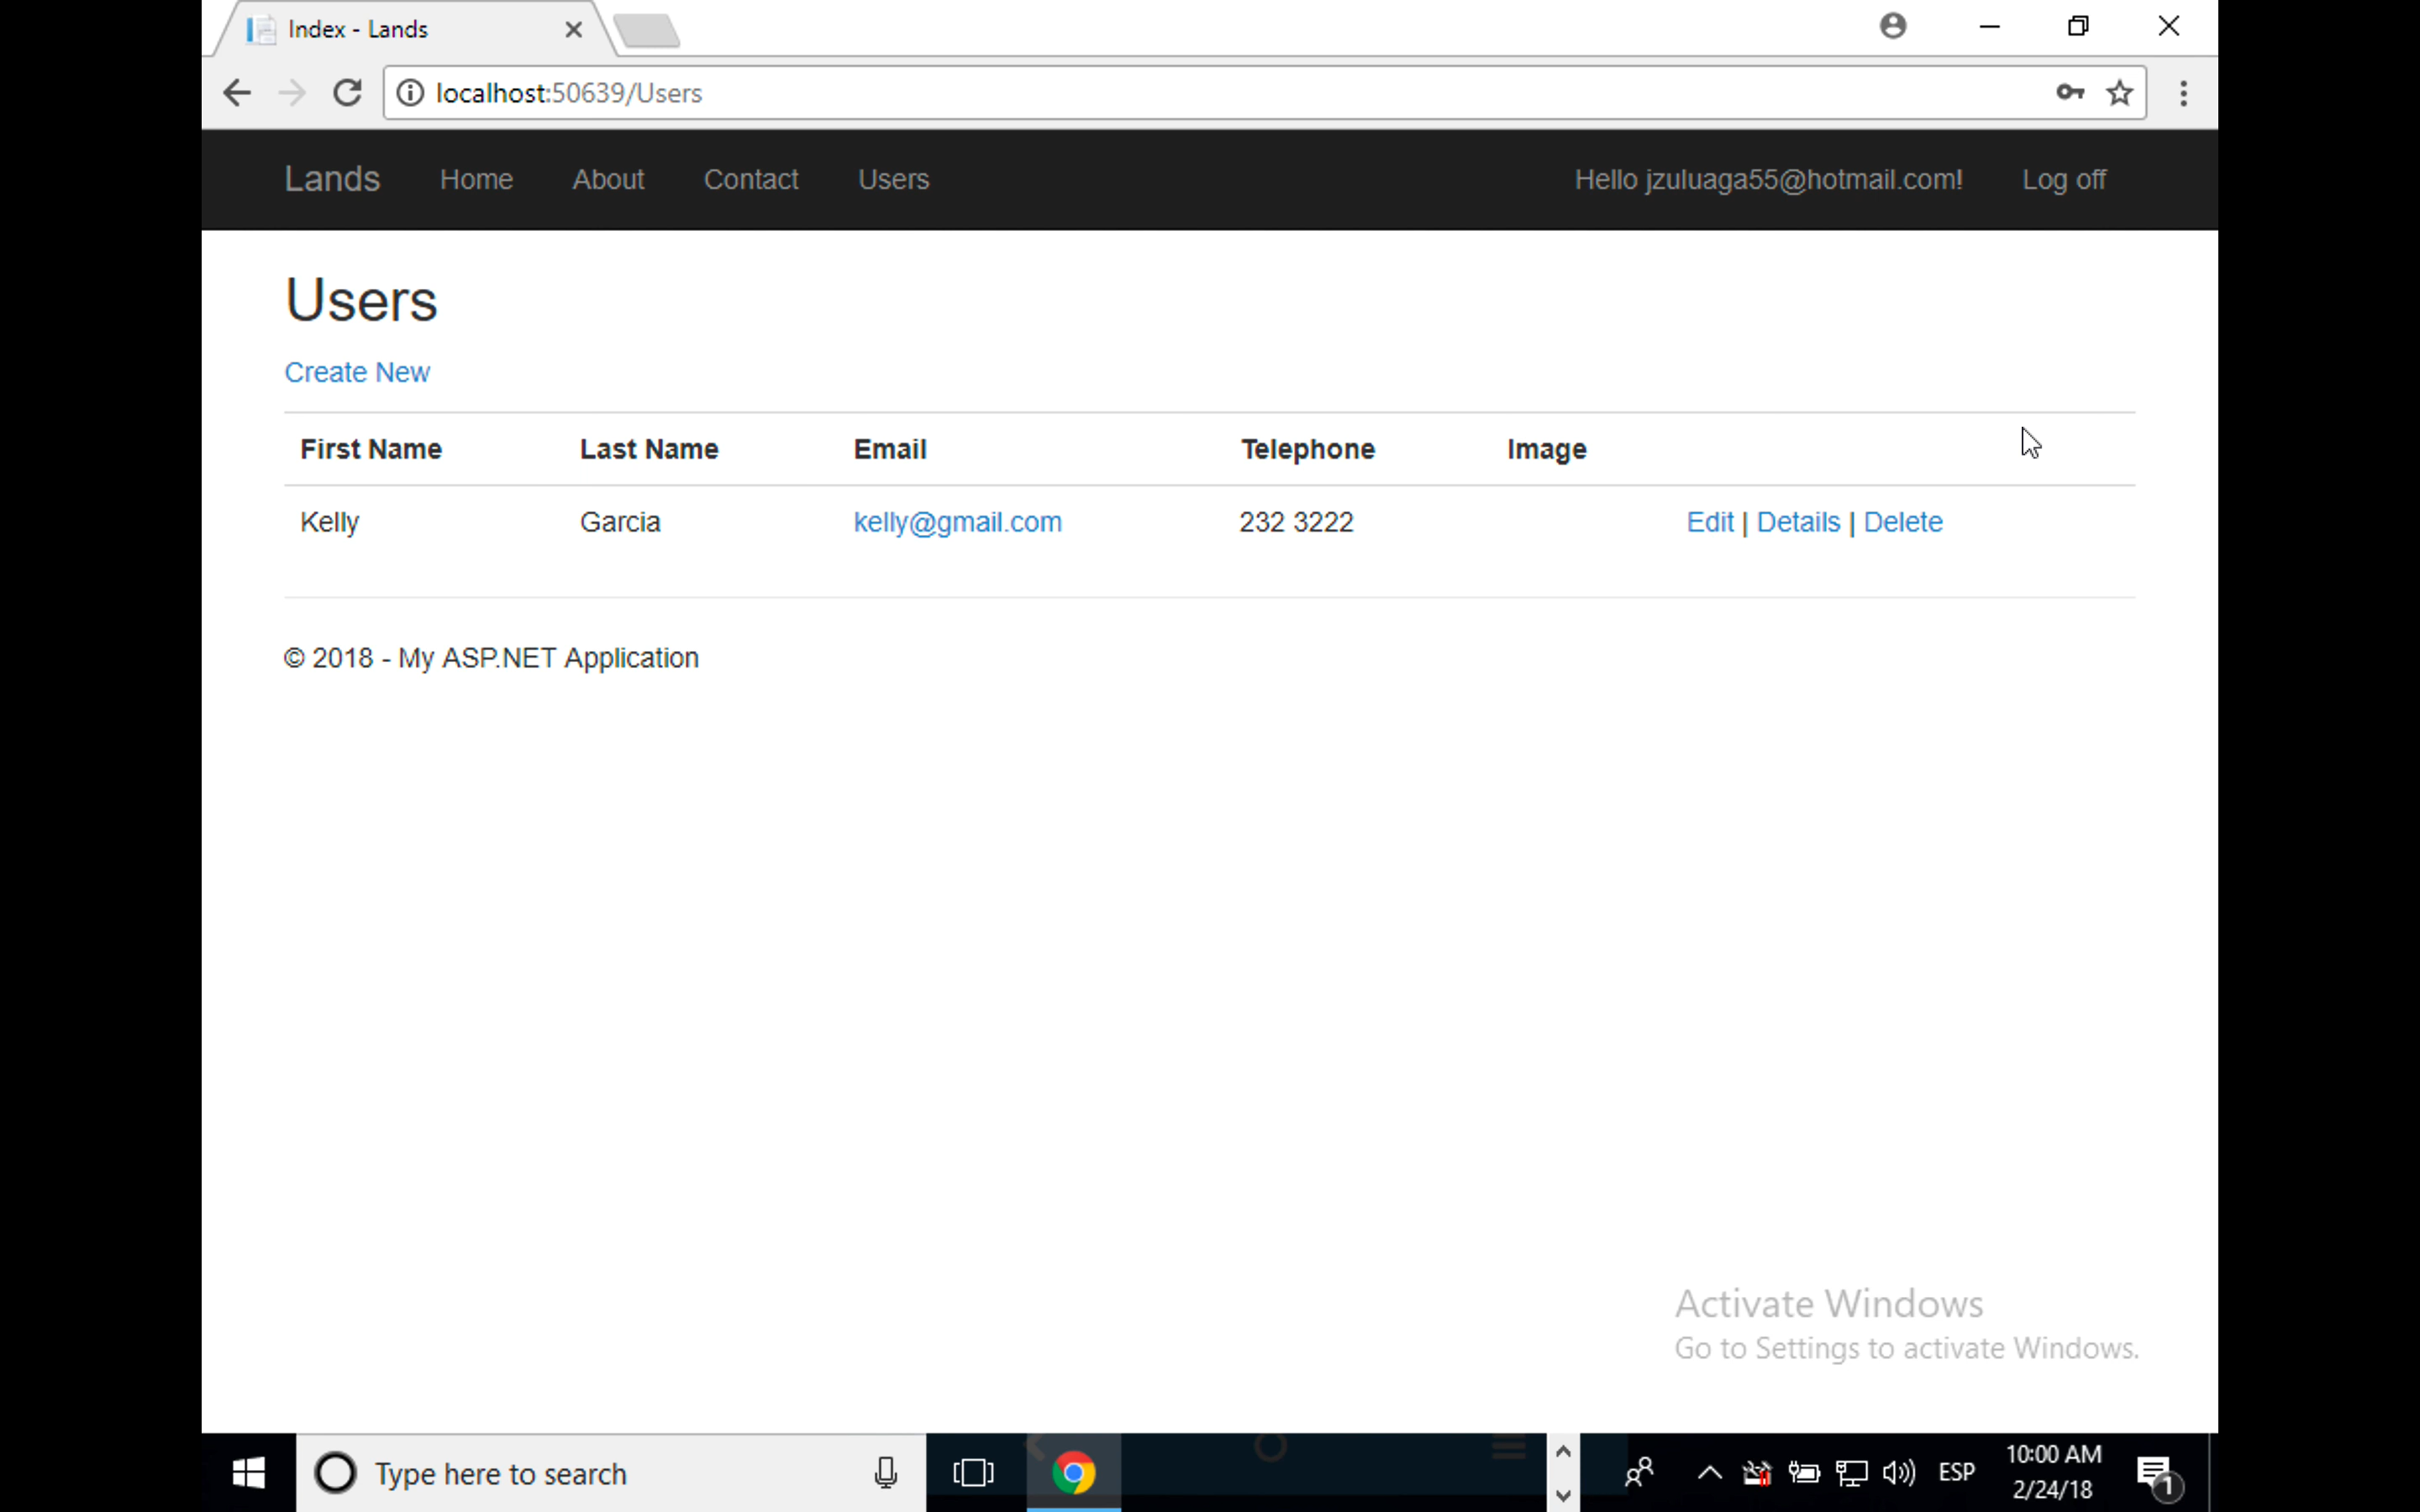 Index - Lands
localhost:50639/Users
Lands Home About Contact Users Hello jzuluaga55@hotmail.com! Log off
Users
Create New
First Name Last Name Email Telephone Image
Kelly Garcia kelly@gmail.com 232 3222 Edit | Details | Delete
© 2018 - My ASP.NET Application
Activate Windows
Go to Settings to activate Windows.
Type here to search
ESP
10:00 AM
2/24/18
1